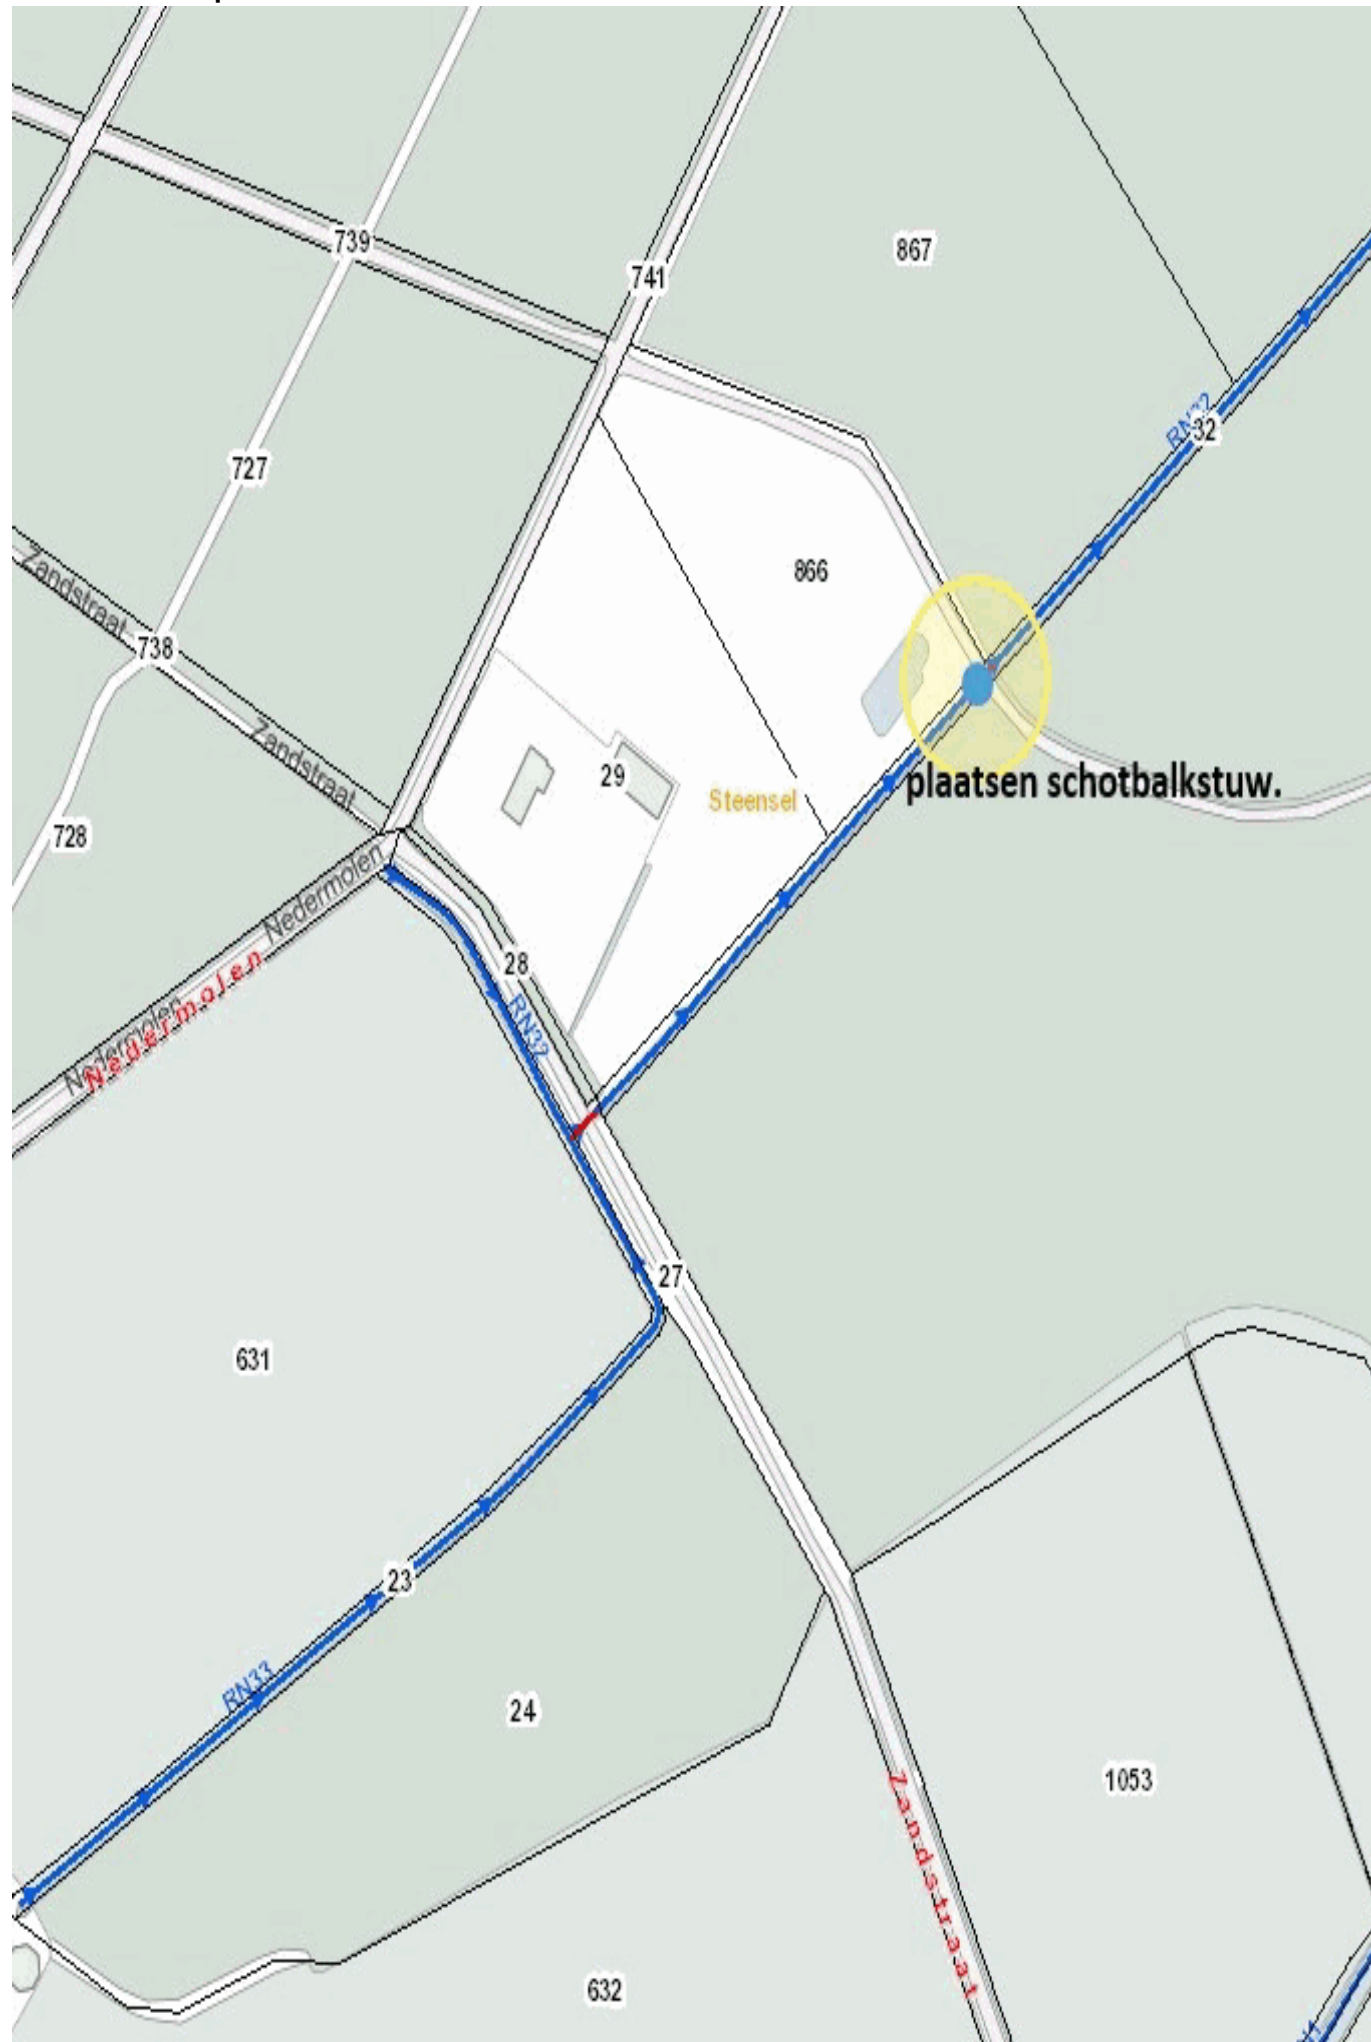 739
741
867
RN32
32
727
866
Zandstraat
738
Zandstraat
29
Steensel
plaatsen schotbalkstuw.
728
Nedermolen
28
Nedermolen
Nedermolen
RN32
27
631
23
RN33
24
1053
Zandstraat
632